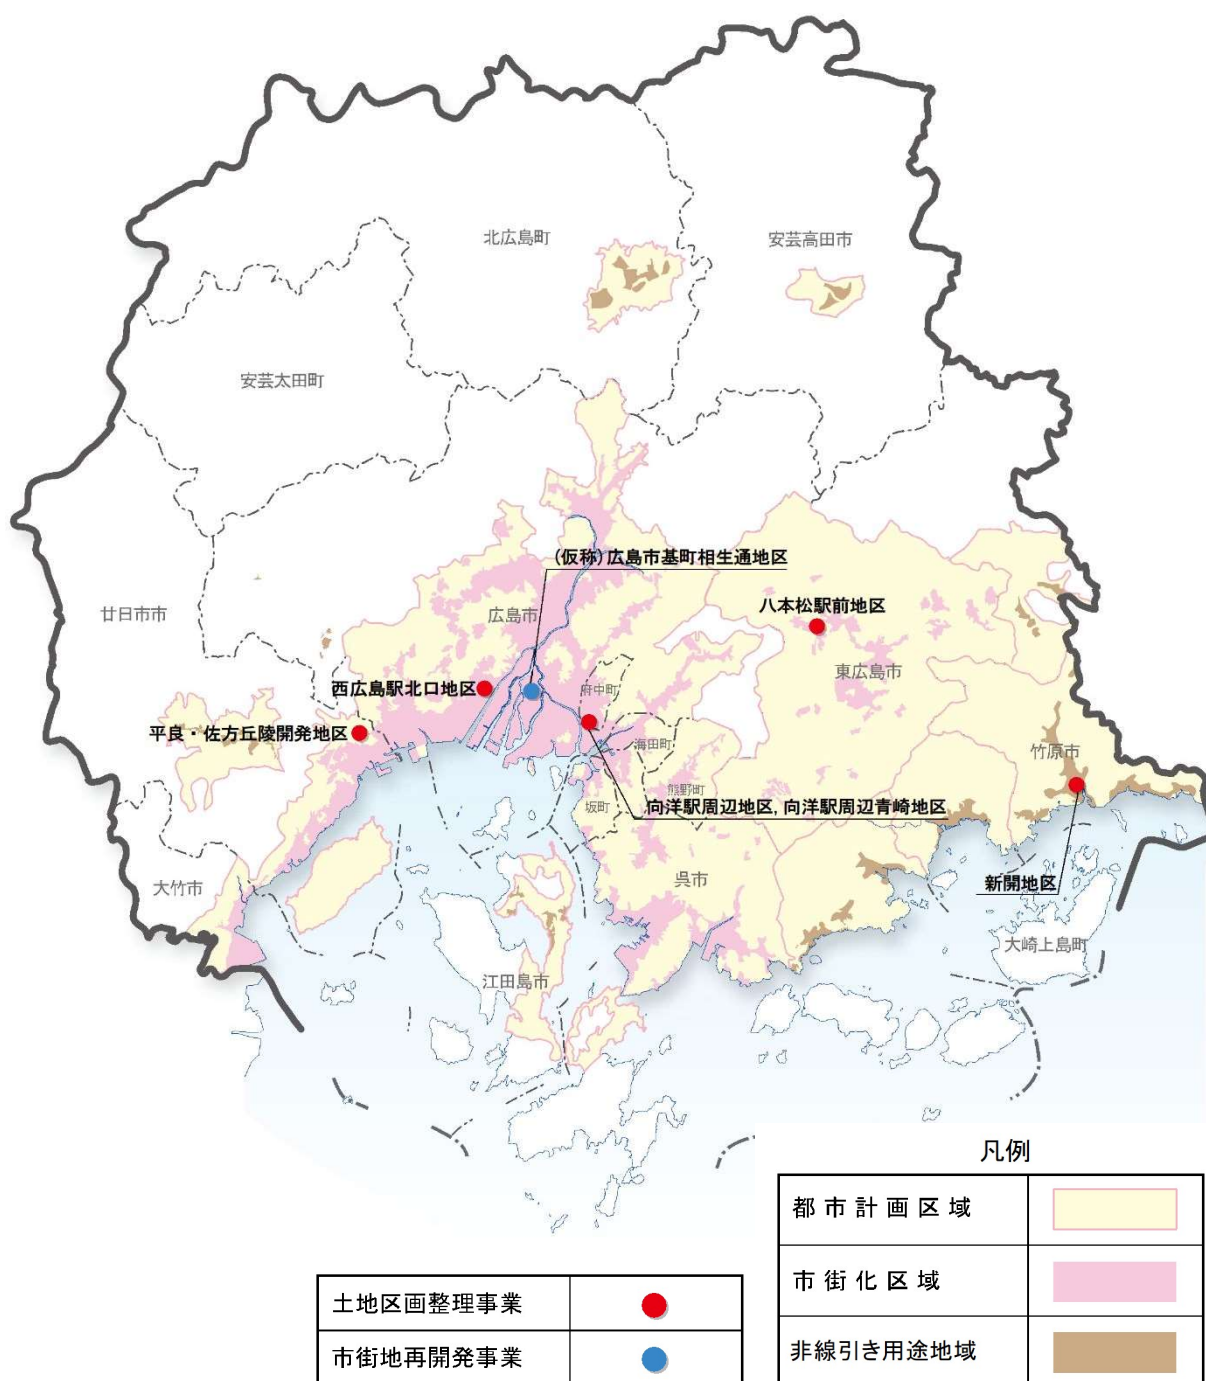 北広島町
安芸高田市
安芸太田町
(仮称)広島市基町相生通地区
八本松駅前地区
廿日市市
広島市
東広島市
西広島駅北口地区
府中町
平良・佐方丘陵開発地区
海田町
竹原市
熊野町
坂町
向洋駅周辺地区, 向洋駅周辺青崎地区
大竹市
呉市
新開地区
大崎上島町
江田島市
凡例
都市計画区域
市街化区域
非線引き用途地域
土地区画整理事業
市街地再開発事業